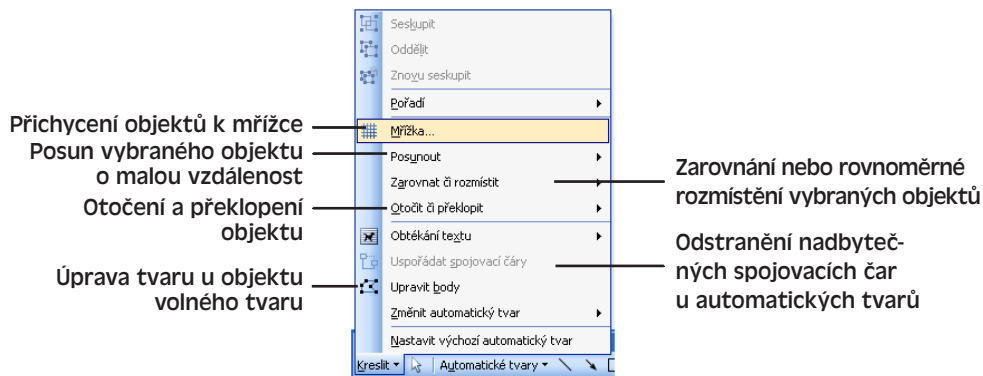 Seskupit
Oddělit
Znovu seskupit
Pořadí
Mřížka...
Posunout
Zarovnat či rozmístit
Otočit či překlopit
Obtékání textu
Uspořádat spojovací čáry
Upravit body
Změnit automatický tvar
Nastavit výchozí automatický tvar
Kreslit
Automatické tvary
Přichycení objektů k mřížce
Posun vybraného objektu
o malou vzdálenost
Otočení a překlopení
objektu
Úprava tvaru u objektu
volného tvaru
Zarovnání nebo rovnoměrné
rozmístění vybraných objektů
Odstranění nadbyteč-
ných spojovacích čar
u automatických tvarů